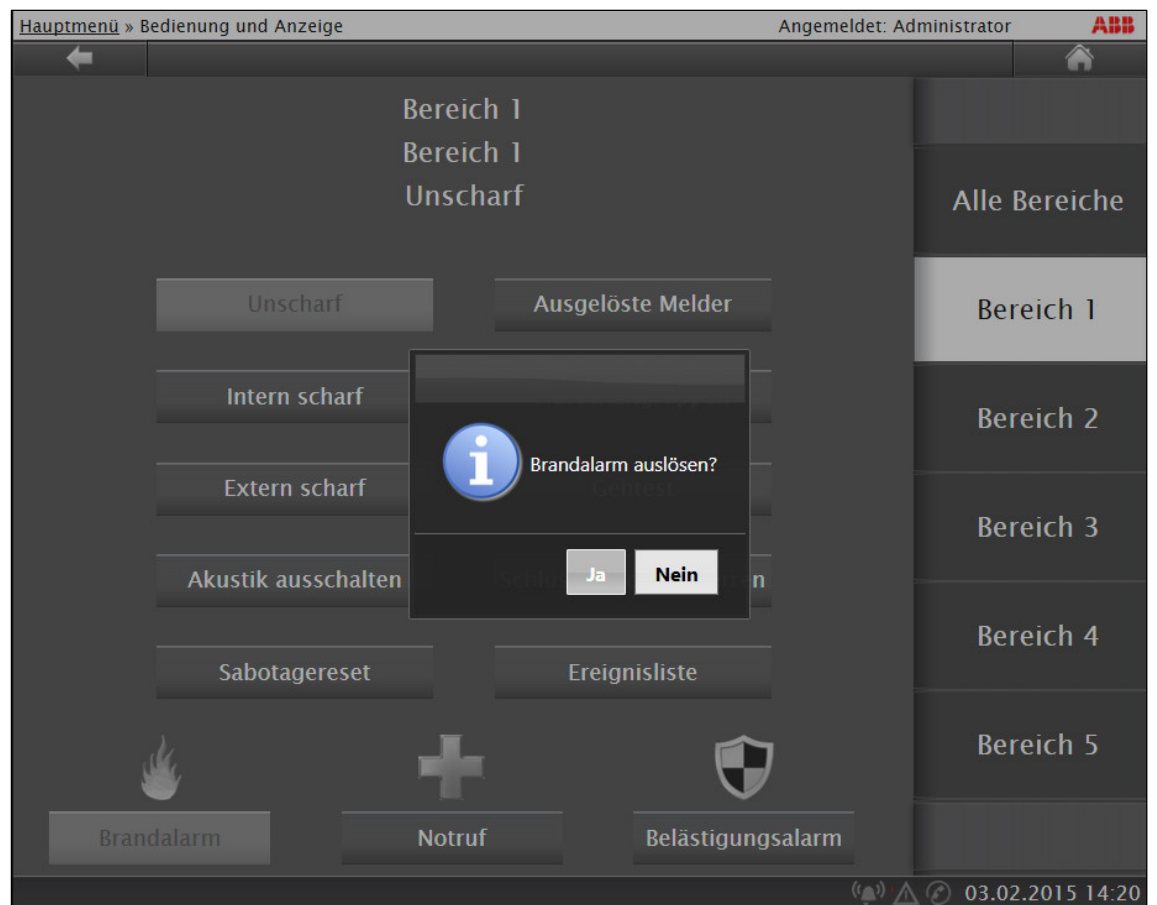 Hauptmenü » Bedienung und Anzeige
Angemeldet: Administrator
ABB
Bereich 1
Bereich 1
Unscharf
Alle Bereiche
Unscharf
Ausgelöste Melder
Bereich 1
Intern scharf
Bereich 2
Brandalarm auslösen?
Extern scharf
Gehtest
Bereich 3
Akustik ausschalten
Ja
Nein
Bereich 4
Sabotagereset
Ereignisliste
Bereich 5
Brandalarm
Notruf
Belästigungsalarm
03.02.2015 14:20